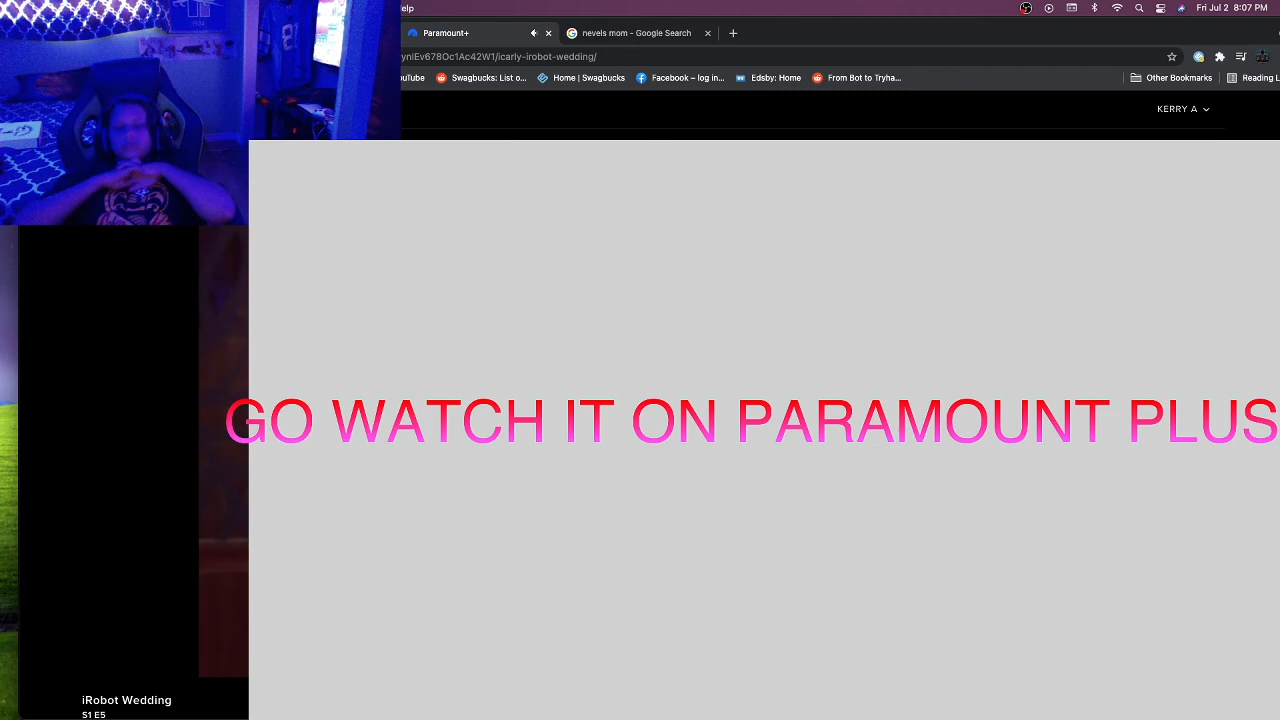 elp
Fri Jul 2 8:07 PM
Paramount+
nevels mom - Google Search
ynIEv678Oc1Ac42W1/icarly-irobot-wedding/
uTube
Swagbucks: List o...
Home | Swagbucks
Facebook – log in...
Edsby: Home
From Bot to Tryha...
Other Bookmarks
Reading L
KERRY A
GO WATCH IT ON PARAMOUNT PLUS
iRobot Wedding
S1 E5